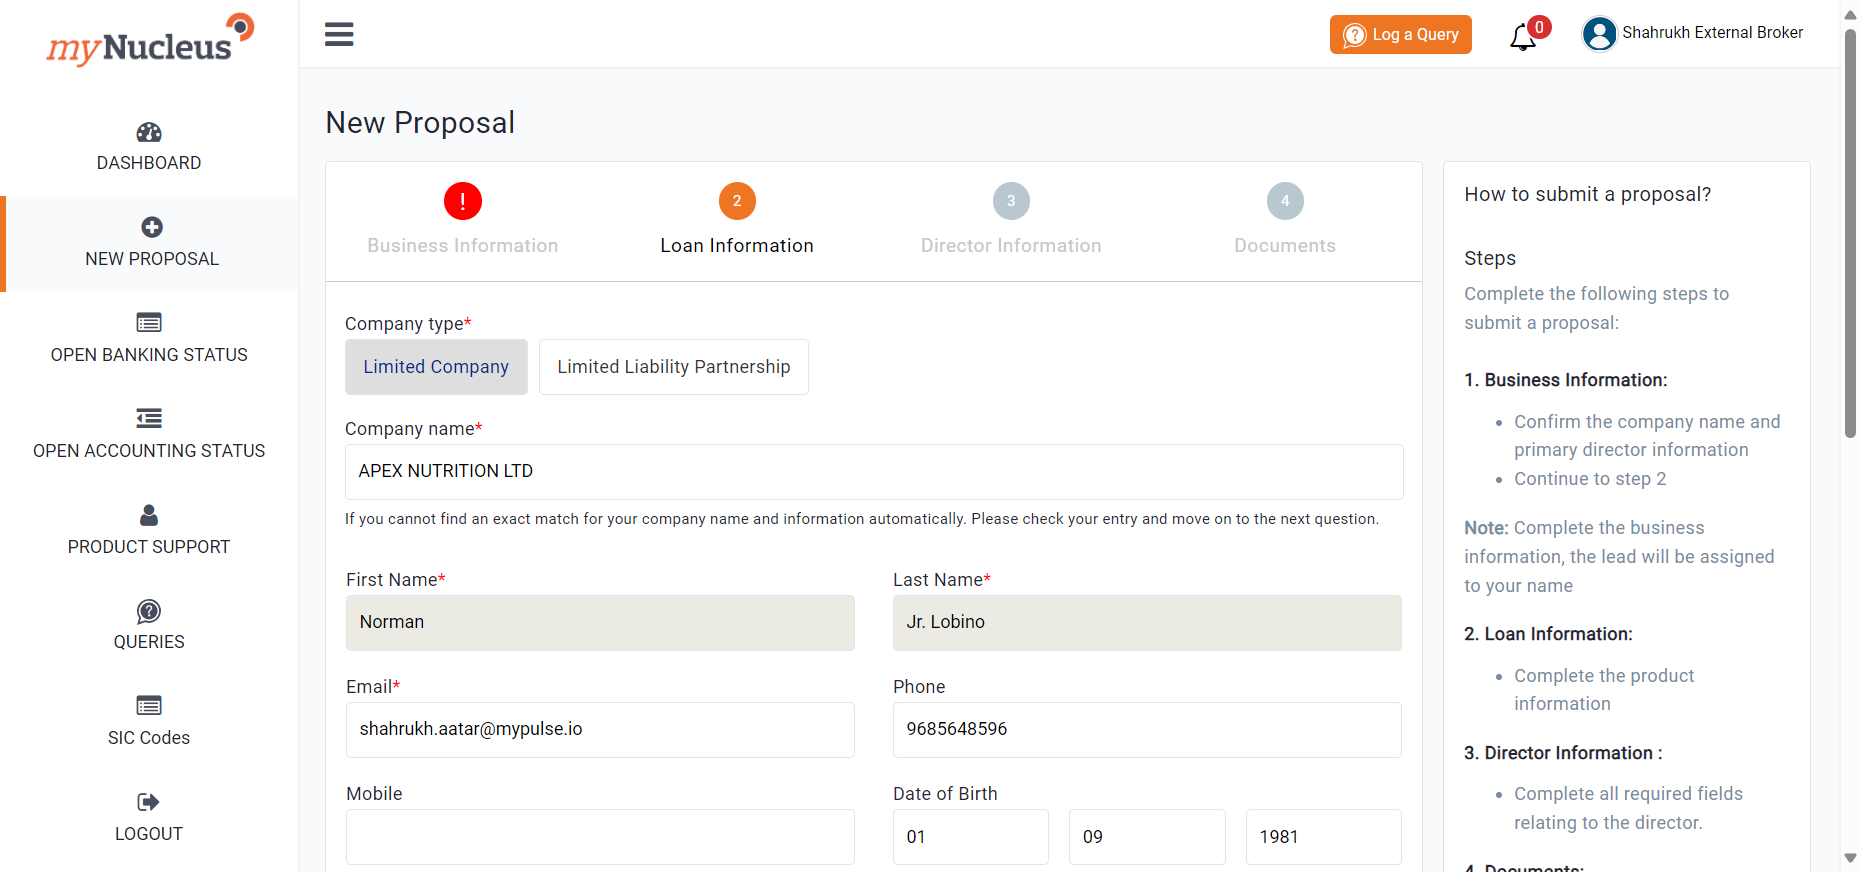 myNucleus
Log a Query
0
Shahrukh External Broker
DASHBOARD
NEW PROPOSAL
OPEN BANKING STATUS
OPEN ACCOUNTING STATUS
PRODUCT SUPPORT
QUERIES
SIC Codes
LOGOUT
New Proposal
!
2
3
4
Business Information
Loan Information
Director Information
Documents
Company type*
Limited Company
Limited Liability Partnership
Company name*
APEX NUTRITION LTD
If you cannot find an exact match for your company name and information automatically. Please check your entry and move on to the next question.
First Name*
Last Name*
Norman
Jr. Lobino
Email*
Phone
shahrukh.aatar@mypulse.io
9685648596
Mobile
Date of Birth
01
09
1981
How to submit a proposal?
Steps
Complete the following steps to
submit a proposal:
1. Business Information:
• Confirm the company name and
primary director information
• Continue to step 2
Note: Complete the business
information, the lead will be assigned
to your name
2. Loan Information:
• Complete the product
information
3. Director Information :
• Complete all required fields
relating to the director.
4. Documents: